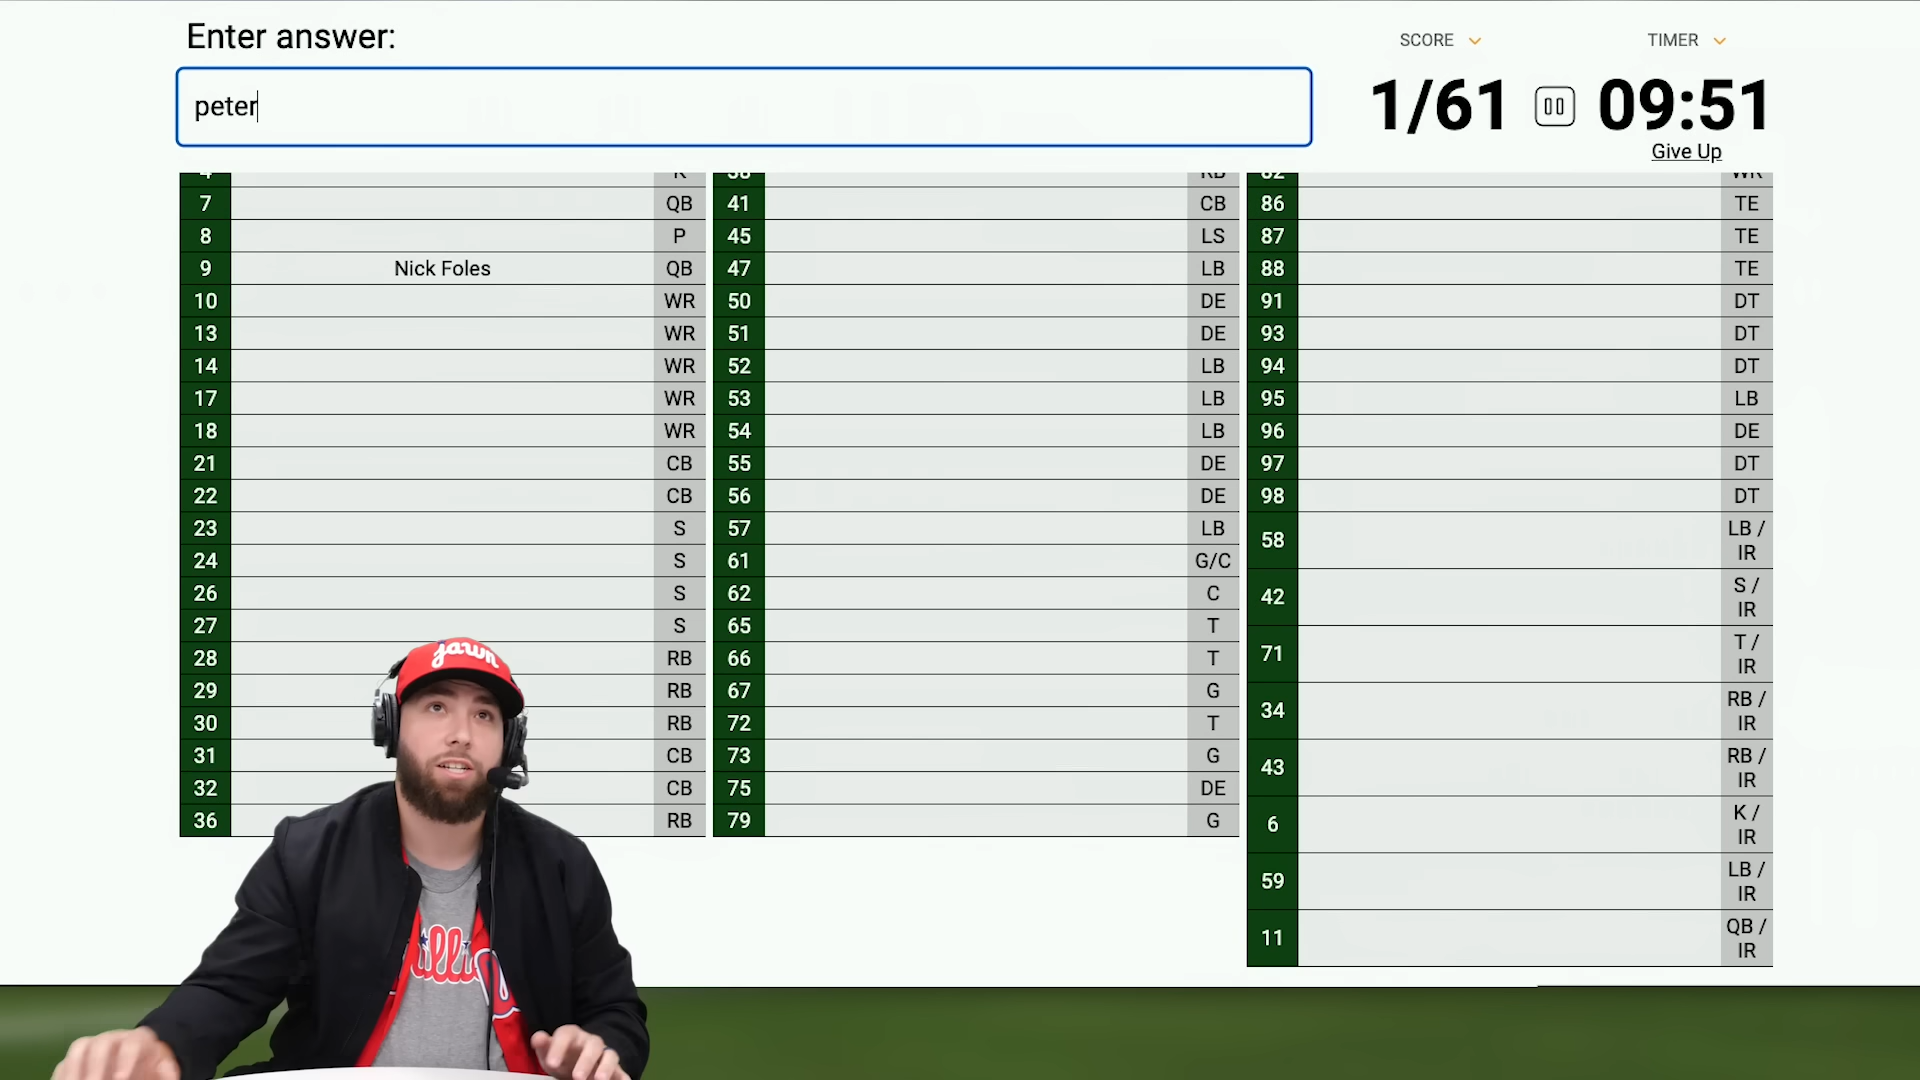 Enter answer:
SCORE
TIMER
peter
1/61
09:51
Give Up
4 K
7 QB
8 P
9 Nick Foles QB
10 WR
13 WR
14 WR
17 WR
18 WR
21 CB
22 CB
23 S
24 S
26 S
27 S
28 RB
29 RB
30 RB
31 CB
32 CB
36 RB
38 RB
41 CB
45 LS
47 LB
50 DE
51 DE
52 LB
53 LB
54 LB
55 DE
56 DE
57 LB
61 G/C
62 C
65 T
66 T
67 G
72 T
73 G
75 DE
79 G
82 WR
86 TE
87 TE
88 TE
91 DT
93 DT
94 DT
95 LB
96 DE
97 DT
98 DT
58 LB /
IR
42 S /
IR
71 T /
IR
34 RB /
IR
43 RB /
IR
6 K /
IR
59 LB /
IR
11 QB /
IR
jawn